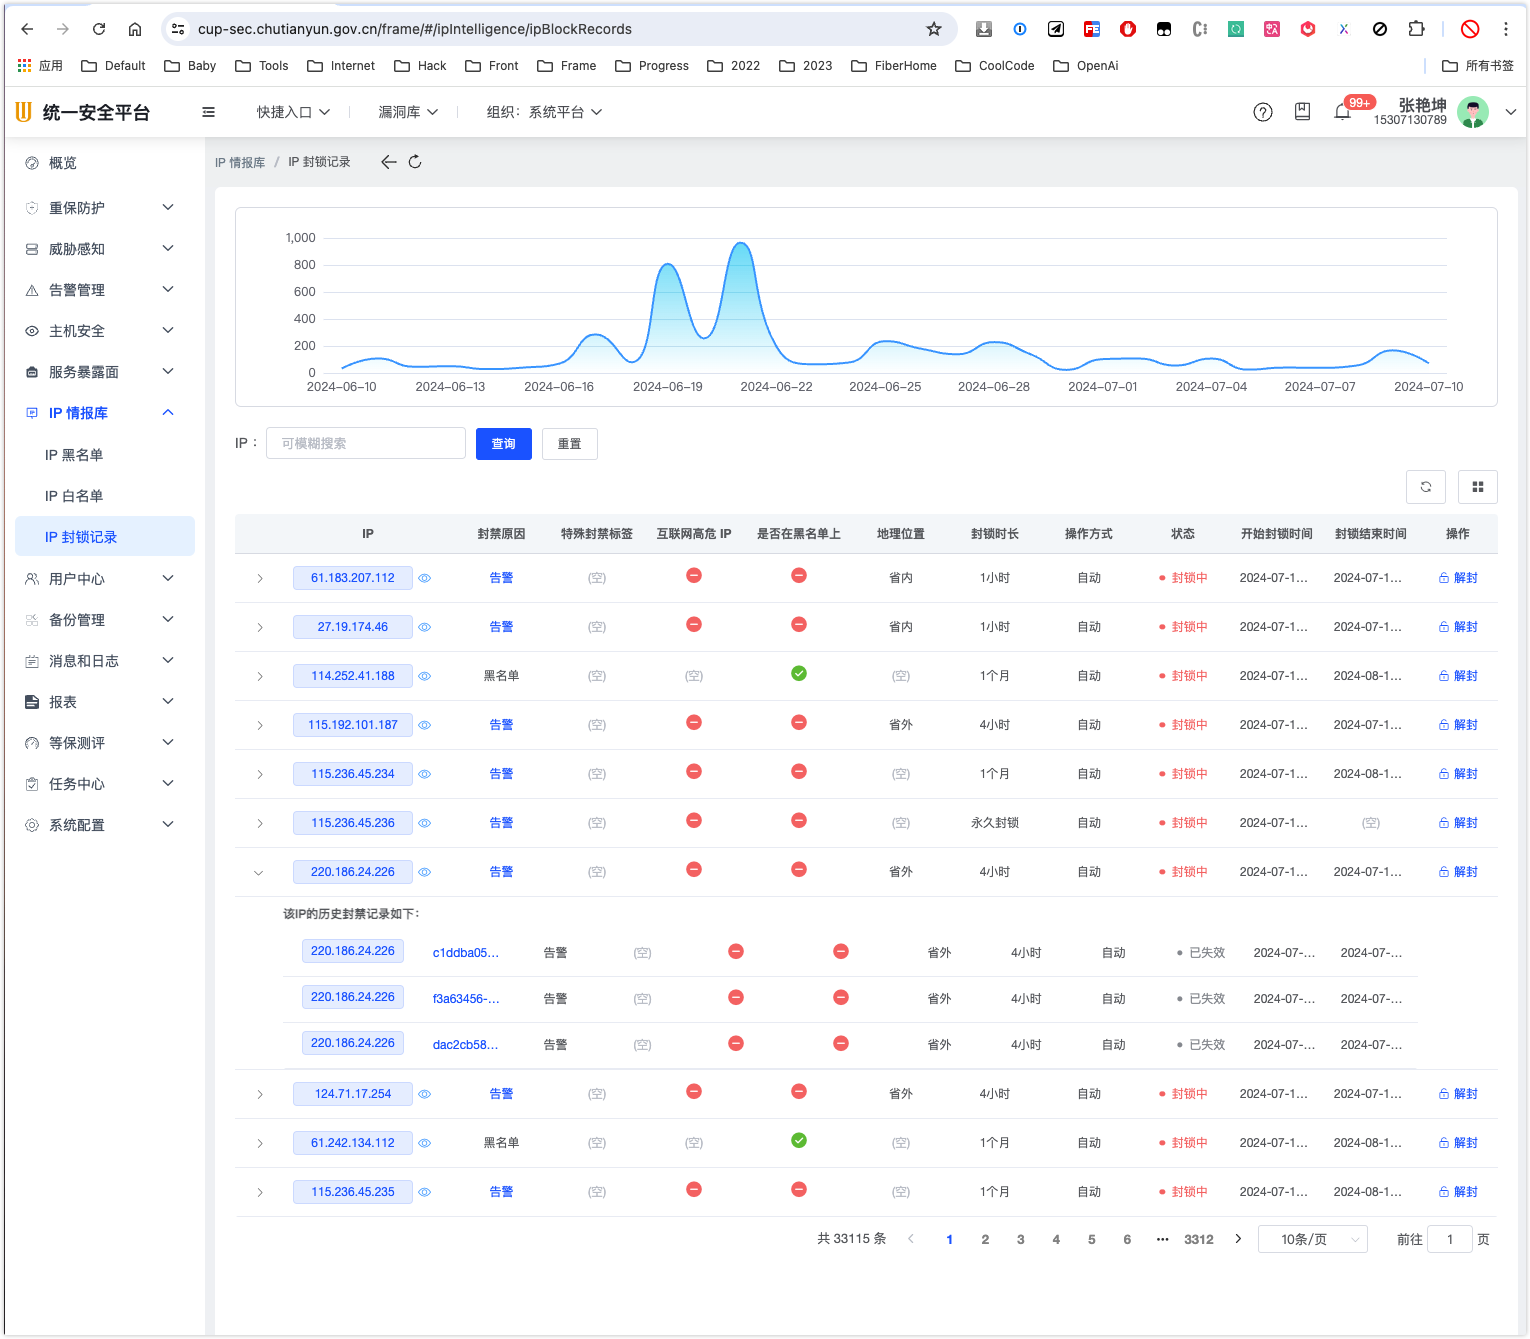 cup-sec.chutianyun.gov.cn/frame/#/ipIntelligence/ipBlockRecords
应用 Default Baby Tools Internet Hack Front Frame Progress 2022 2023 FiberHome CoolCode OpenAi 所有书签
统一安全平台 快捷入口 漏洞库 组织：系统平台 99+ 张艳坤
15307130789
概览
重保防护
威胁感知
告警管理
主机安全
服务暴露面
IP 情报库
IP 黑名单
IP 白名单
IP 封锁记录
用户中心
备份管理
消息和日志
报表
等保测评
任务中心
系统配置
IP 情报库 / IP 封锁记录
1,000
800
600
400
200
0
2024-06-10 2024-06-13 2024-06-16 2024-06-19 2024-06-22 2024-06-25 2024-06-28 2024-07-01 2024-07-04 2024-07-07 2024-07-10
IP： 可模糊搜索 查询 重置
IP 封禁原因 特殊封禁标签 互联网高危 IP 是否在黑名单上 地理位置 封锁时长 操作方式 状态 开始封锁时间 封锁结束时间 操作
61.183.207.112 告警 (空) 省内 1小时 自动 封锁中 2024-07-1... 2024-07-1... 解封
27.19.174.46 告警 (空) 省内 1小时 自动 封锁中 2024-07-1... 2024-07-1... 解封
114.252.41.188 黑名单 (空) (空) (空) 1个月 自动 封锁中 2024-07-1... 2024-08-1... 解封
115.192.101.187 告警 (空) 省外 4小时 自动 封锁中 2024-07-1... 2024-07-1... 解封
115.236.45.234 告警 (空) (空) 1个月 自动 封锁中 2024-07-1... 2024-08-1... 解封
115.236.45.236 告警 (空) (空) 永久封锁 自动 封锁中 2024-07-1... (空) 解封
220.186.24.226 告警 (空) 省外 4小时 自动 封锁中 2024-07-1... 2024-07-1... 解封
该IP的历史封禁记录如下：
220.186.24.226 c1ddba05... 告警 (空) 省外 4小时 自动 已失效 2024-07-... 2024-07-...
220.186.24.226 f3a63456-... 告警 (空) 省外 4小时 自动 已失效 2024-07-... 2024-07-...
220.186.24.226 dac2cb58... 告警 (空) 省外 4小时 自动 已失效 2024-07-... 2024-07-...
124.71.17.254 告警 (空) 省外 4小时 自动 封锁中 2024-07-1... 2024-07-1... 解封
61.242.134.112 黑名单 (空) (空) (空) 1个月 自动 封锁中 2024-07-1... 2024-08-1... 解封
115.236.45.235 告警 (空) (空) 1个月 自动 封锁中 2024-07-1... 2024-08-1... 解封
共 33115 条 1 2 3 4 5 6 ... 3312 10条/页 前往 1 页